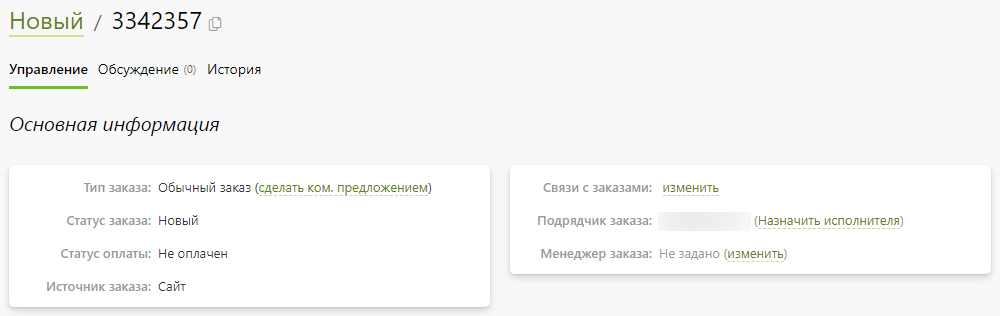 Новый / 3342357
Управление Обсуждение (0) История
Основная информация
Тип заказа: Обычный заказ (сделать ком. предложением)
Статус заказа: Новый
Статус оплаты: Не оплачен
Источник заказа: Сайт
Связи с заказами: изменить
Подрядчик заказа: (Назначить исполнителя)
Менеджер заказа: Не задано (изменить)